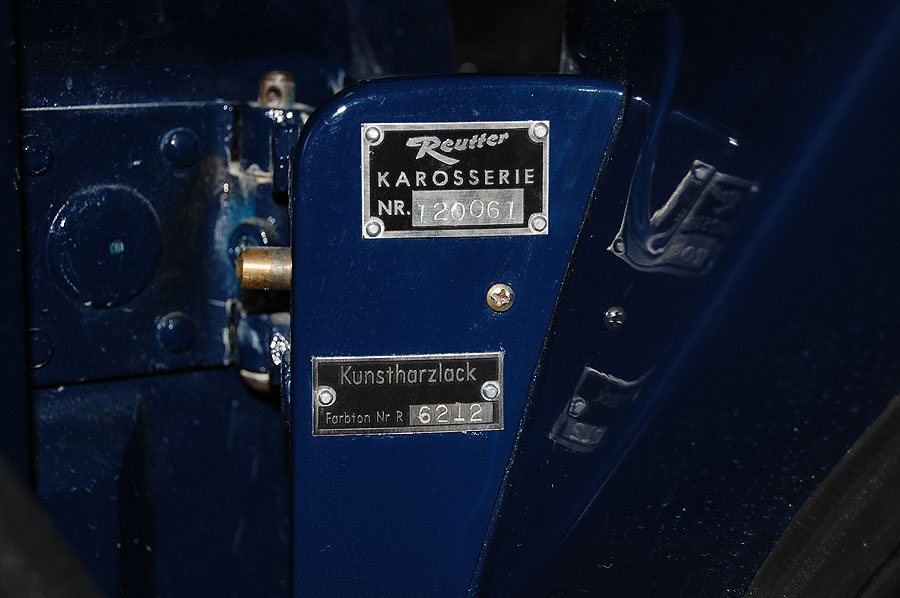 Reutter
KAROSSERIE
NR. 120061
Kunstharzlack
Farbton Nr R 6212